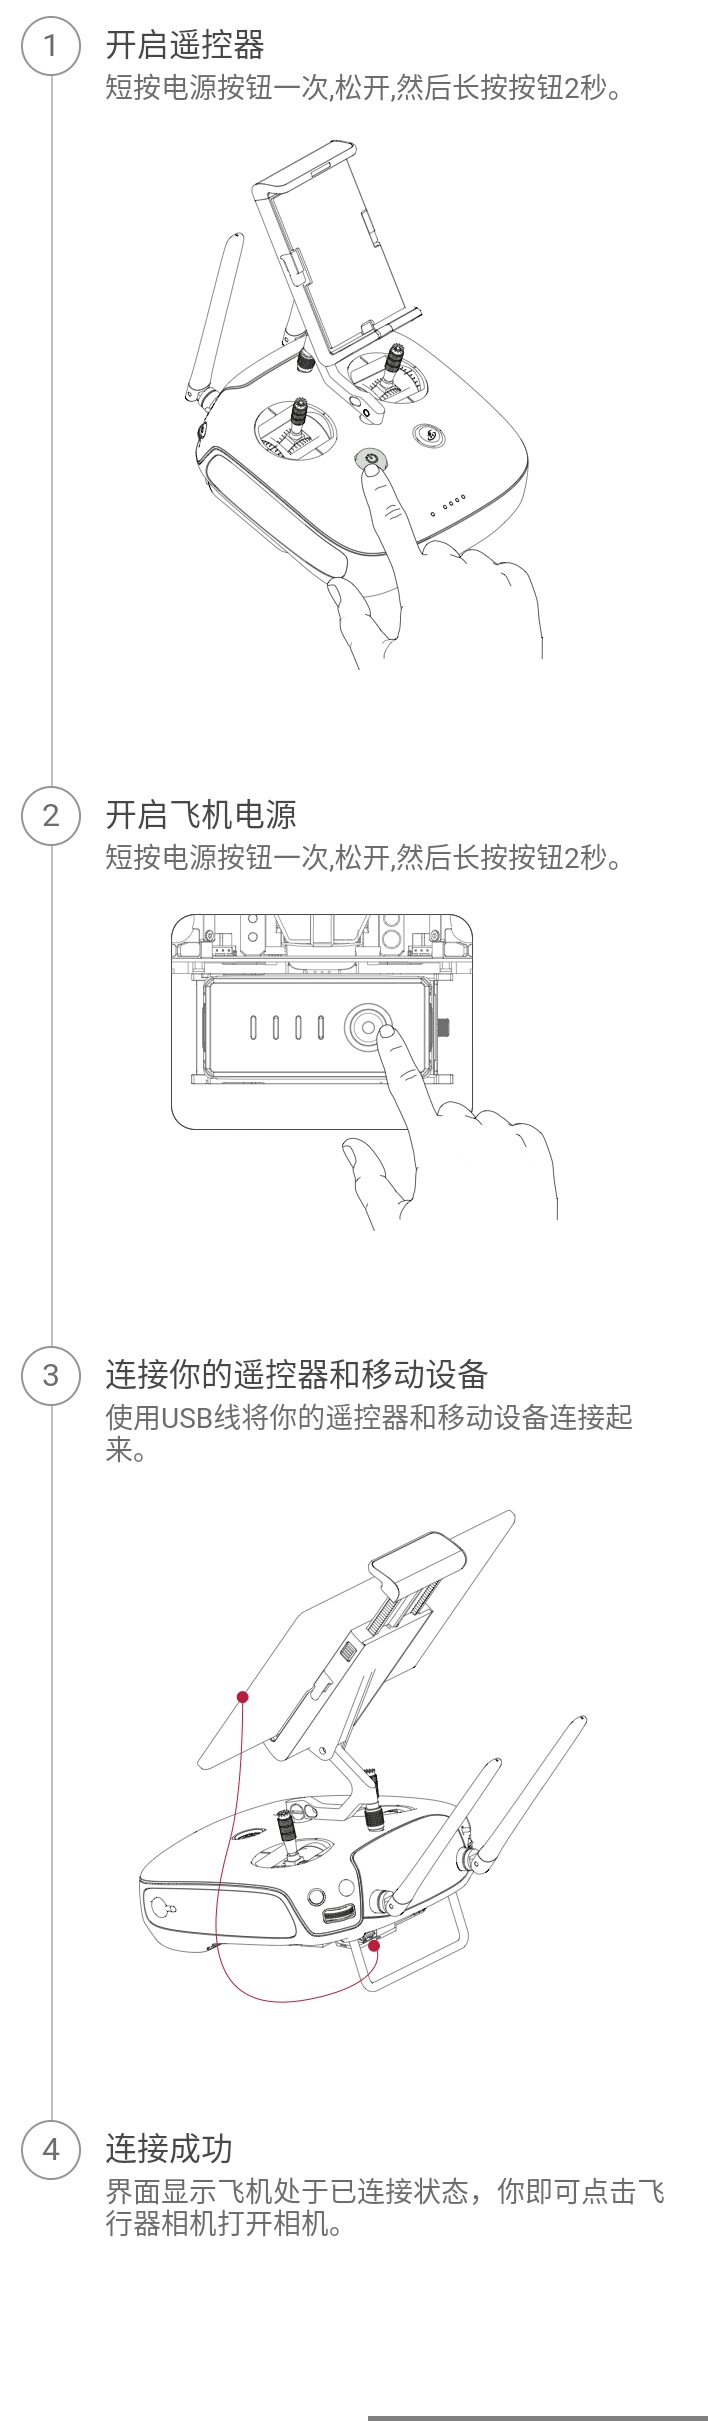 1
开启遥控器
短按电源按钮一次,松开,然后长按按钮2秒。
2
开启飞机电源
短按电源按钮一次,松开,然后长按按钮2秒。
3
连接你的遥控器和移动设备
使用USB线将你的遥控器和移动设备连接起
来。
4
连接成功
界面显示飞机处于已连接状态，你即可点击飞
行器相机打开相机。